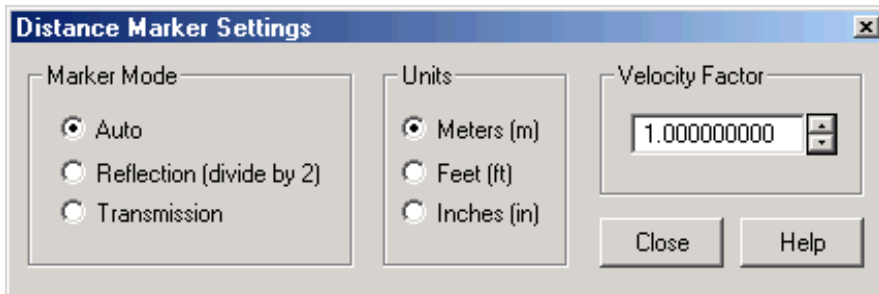 Distance Marker Settings
Marker Mode
Auto
Reflection (divide by 2)
Transmission
Units
Meters (m)
Feet (ft)
Inches (in)
Velocity Factor
1.000000000
Close
Help